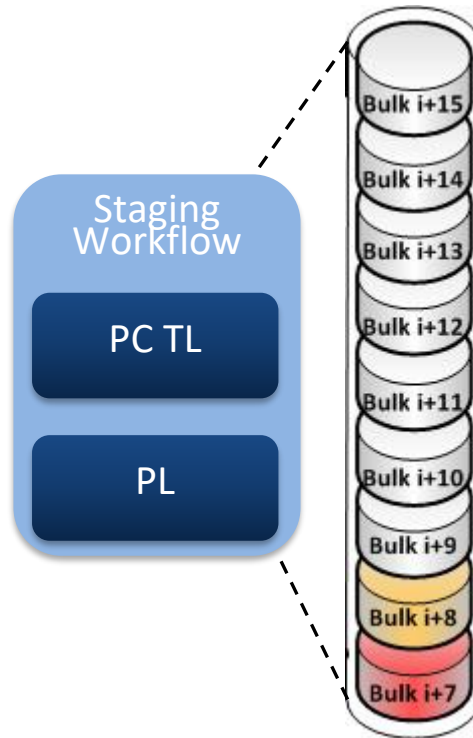 Staging
Workflow
PC TL
PL
Bulk i+15
Bulk i+14
Bulk i+13
Bulk i+12
Bulk i+11
Bulk i+10
Bulk i+9
Bulk i+8
Bulk i+7